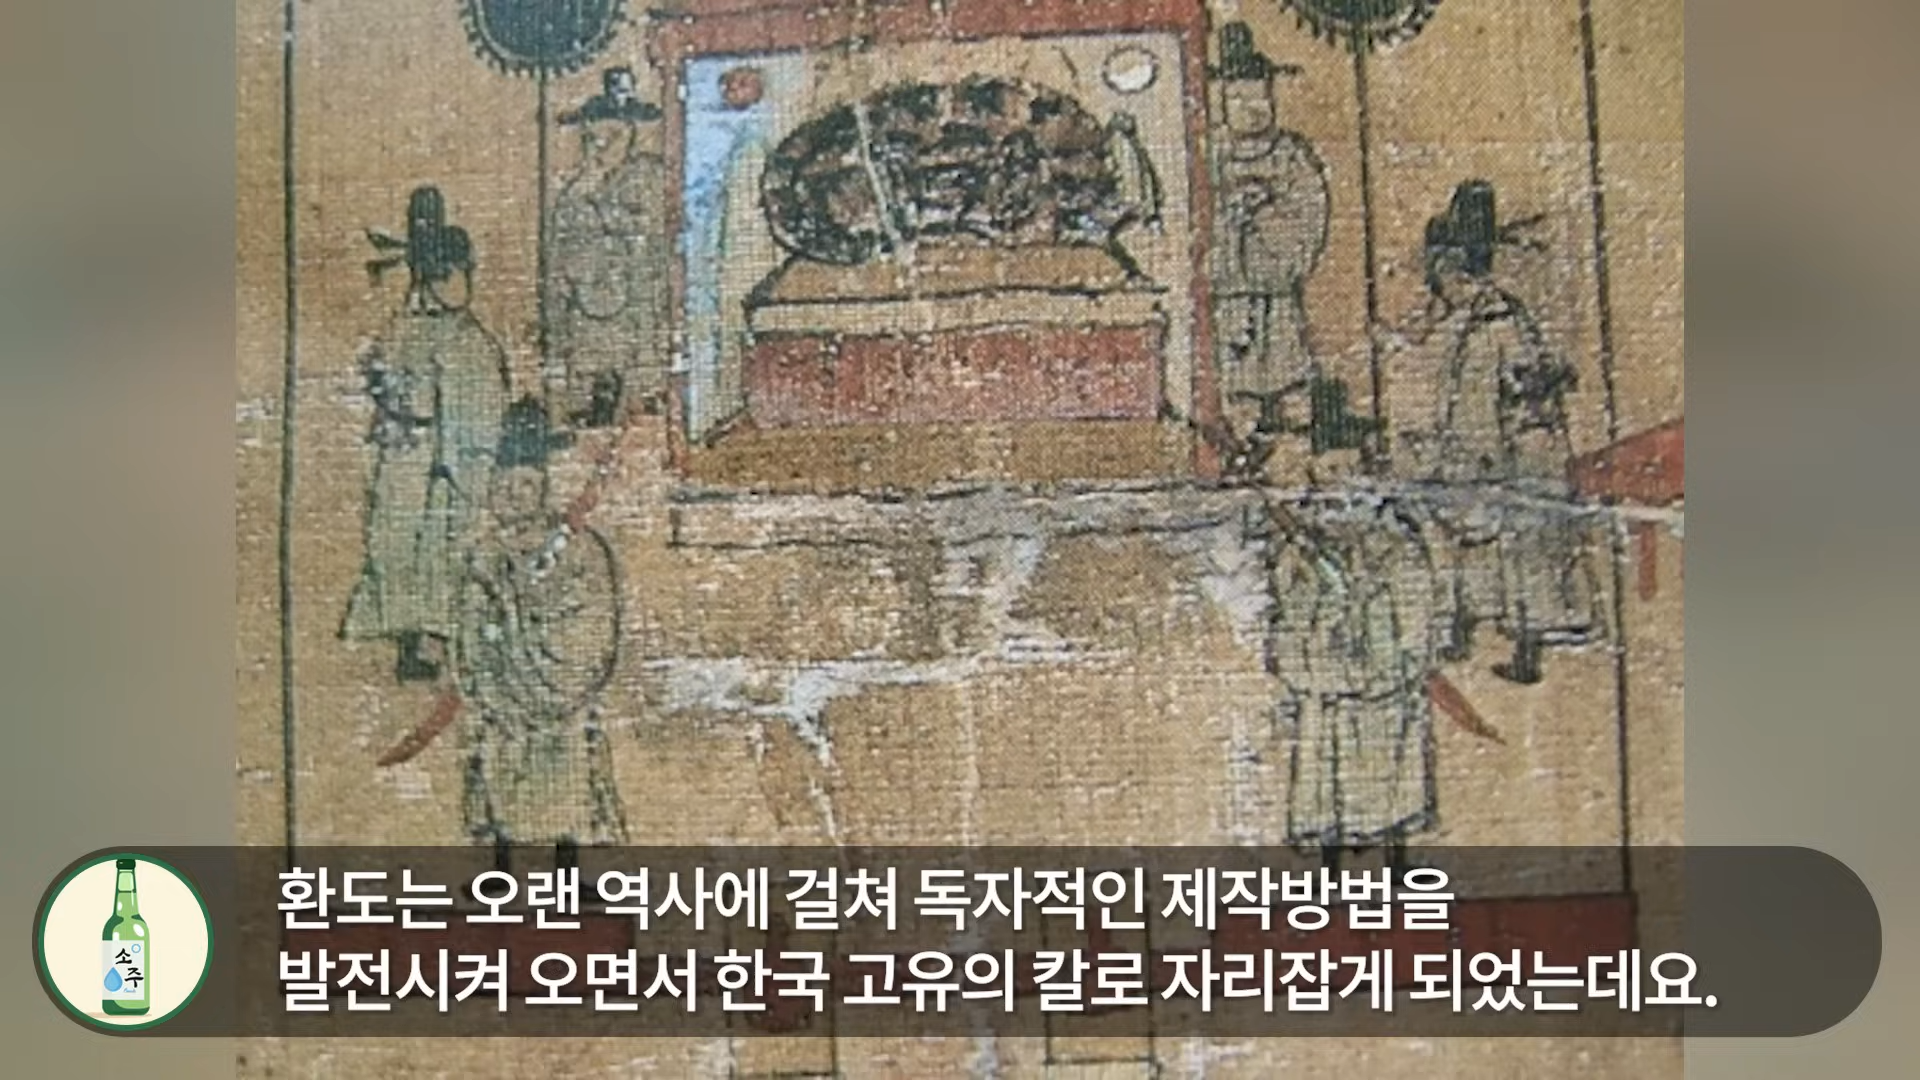 환도는 오랜 역사에 걸쳐 독자적인 제작방법을
발전시켜 오면서 한국 고유의 칼로 자리잡게 되었는데요.
소주